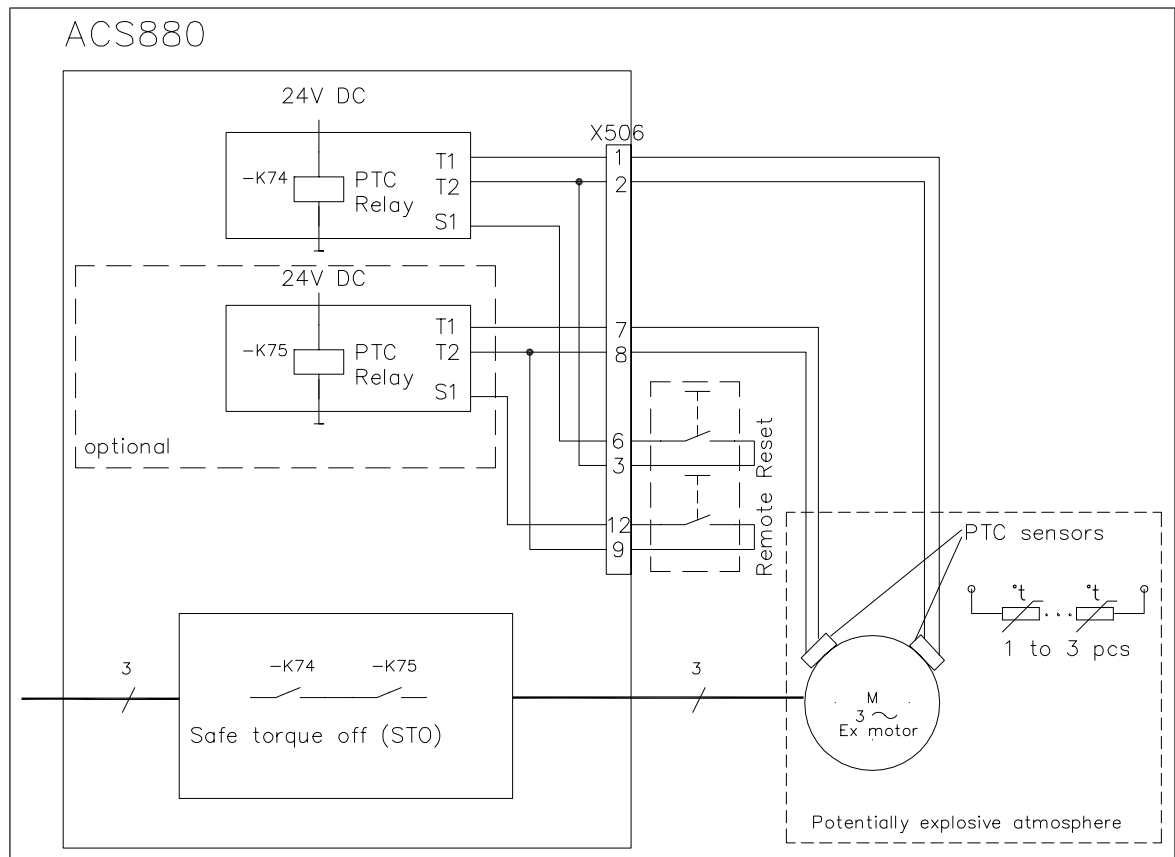 ACS880
24V DC
X506
-K74
PTC
Relay
T1
T2
S1
1
2
24V DC
-K75
PTC
Relay
T1
T2
S1
7
8
optional
6
3
12
9
Remote Reset
PTC sensors
°t
°t
1 to 3 pcs
3
-K74
-K75
Safe torque off (STO)
3
M
3 ~
Ex motor
Potentially explosive atmosphere